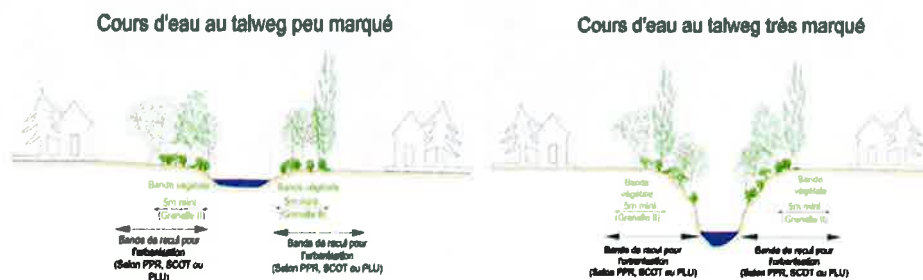 Cours d'eau au talweg peu marqué
Bande végétale
5m mini
(Grenelle II)
Bande de recul pour
l'urbanisation
(Selon PPR, SCOT ou
PLU)
Bande végétale
5m mini
(Grenelle II)
Bande de recul pour
l'urbanisation
(Selon PPR, SCOT ou PLU)
Cours d'eau au talweg très marqué
Bande
végétale
5m mini
(Grenelle II)
Bande de recul pour
l'urbanisation
(Selon PPR, SCOT ou PLU)
Bande
végétale
5m mini
(Grenelle II)
Bande de recul pour
l'urbanisation
(Selon PPR, SCOT ou PLU)